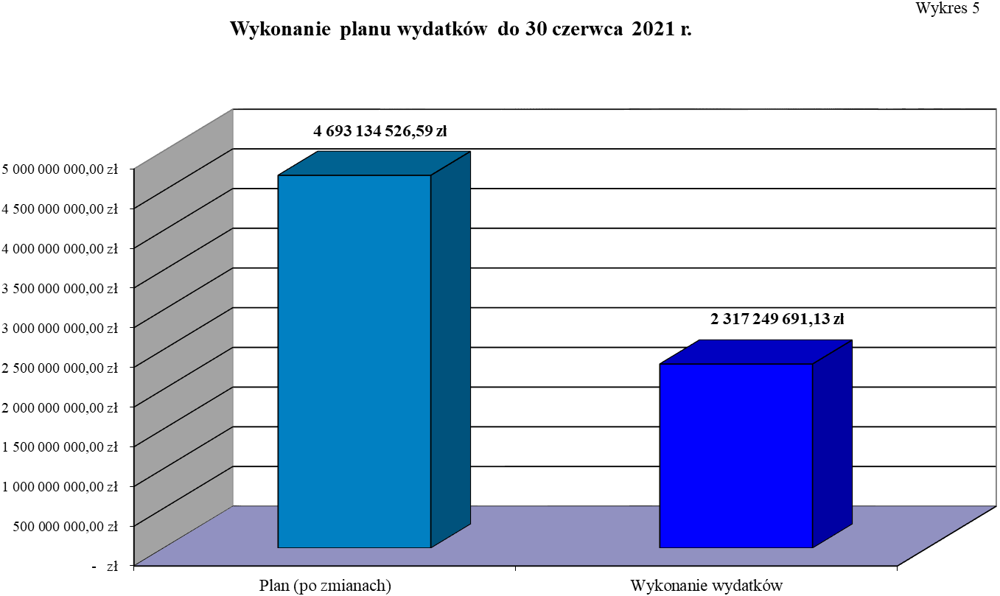 Wykres 5
Wykonanie planu wydatków do 30 czerwca 2021 r.
4 693 134 526,59 zł
5 000 000 000,00 zł
4 500 000 000,00 zł
4 000 000 000,00 zł
3 500 000 000,00 zł
3 000 000 000,00 zł
2 317 249 691,13 zł
2 500 000 000,00 zł
2 000 000 000,00 zł
1 500 000 000,00 zł
1 000 000 000,00 zł
500 000 000,00 zł
- zł
Plan (po zmianach)
Wykonanie wydatków